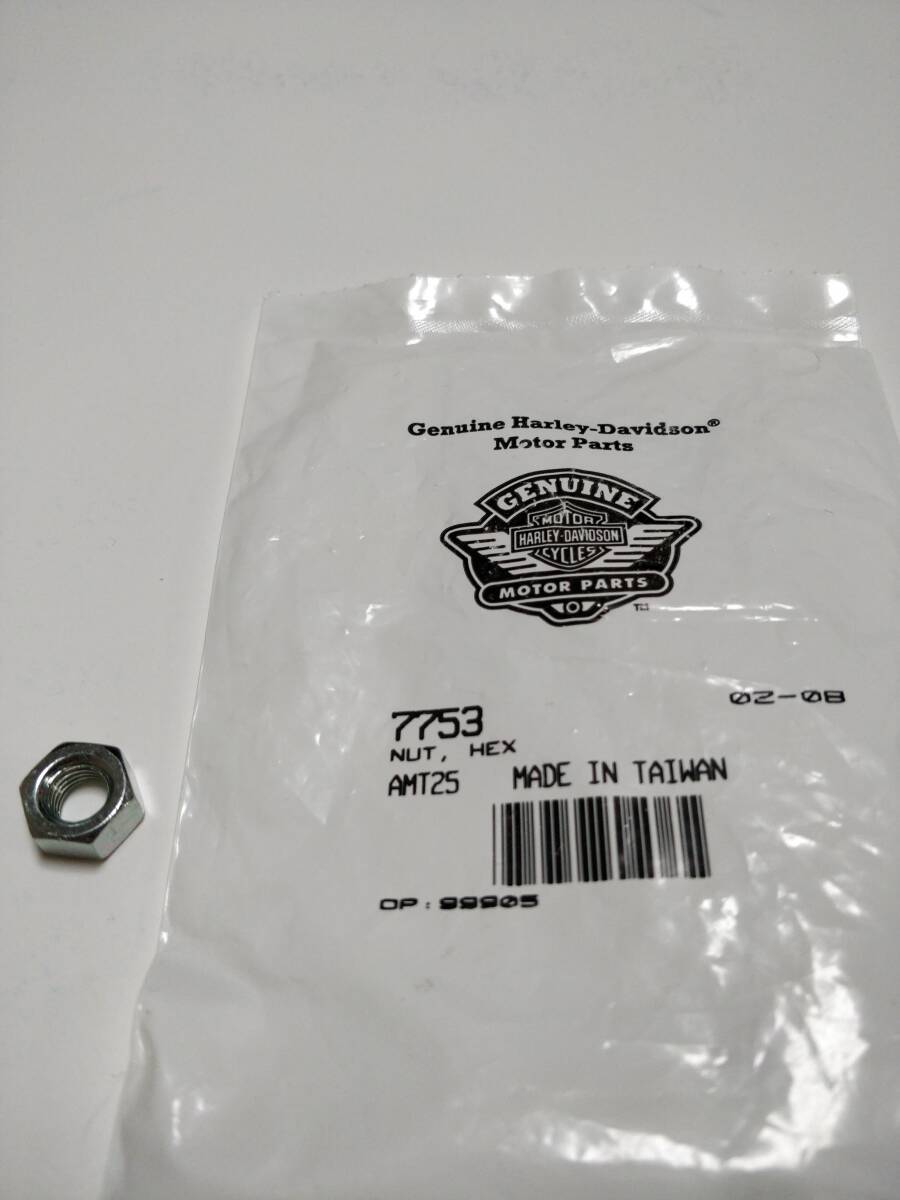 Genuine Harley-Davidson®
Motor Parts
GENUINE
MOTOR
HARLEY-DAVIDSON
CYCLES
MOTOR PARTS
TM
02-08
7753
NUT, HEX
AMT25 MADE IN TAIWAN
OP: 99905